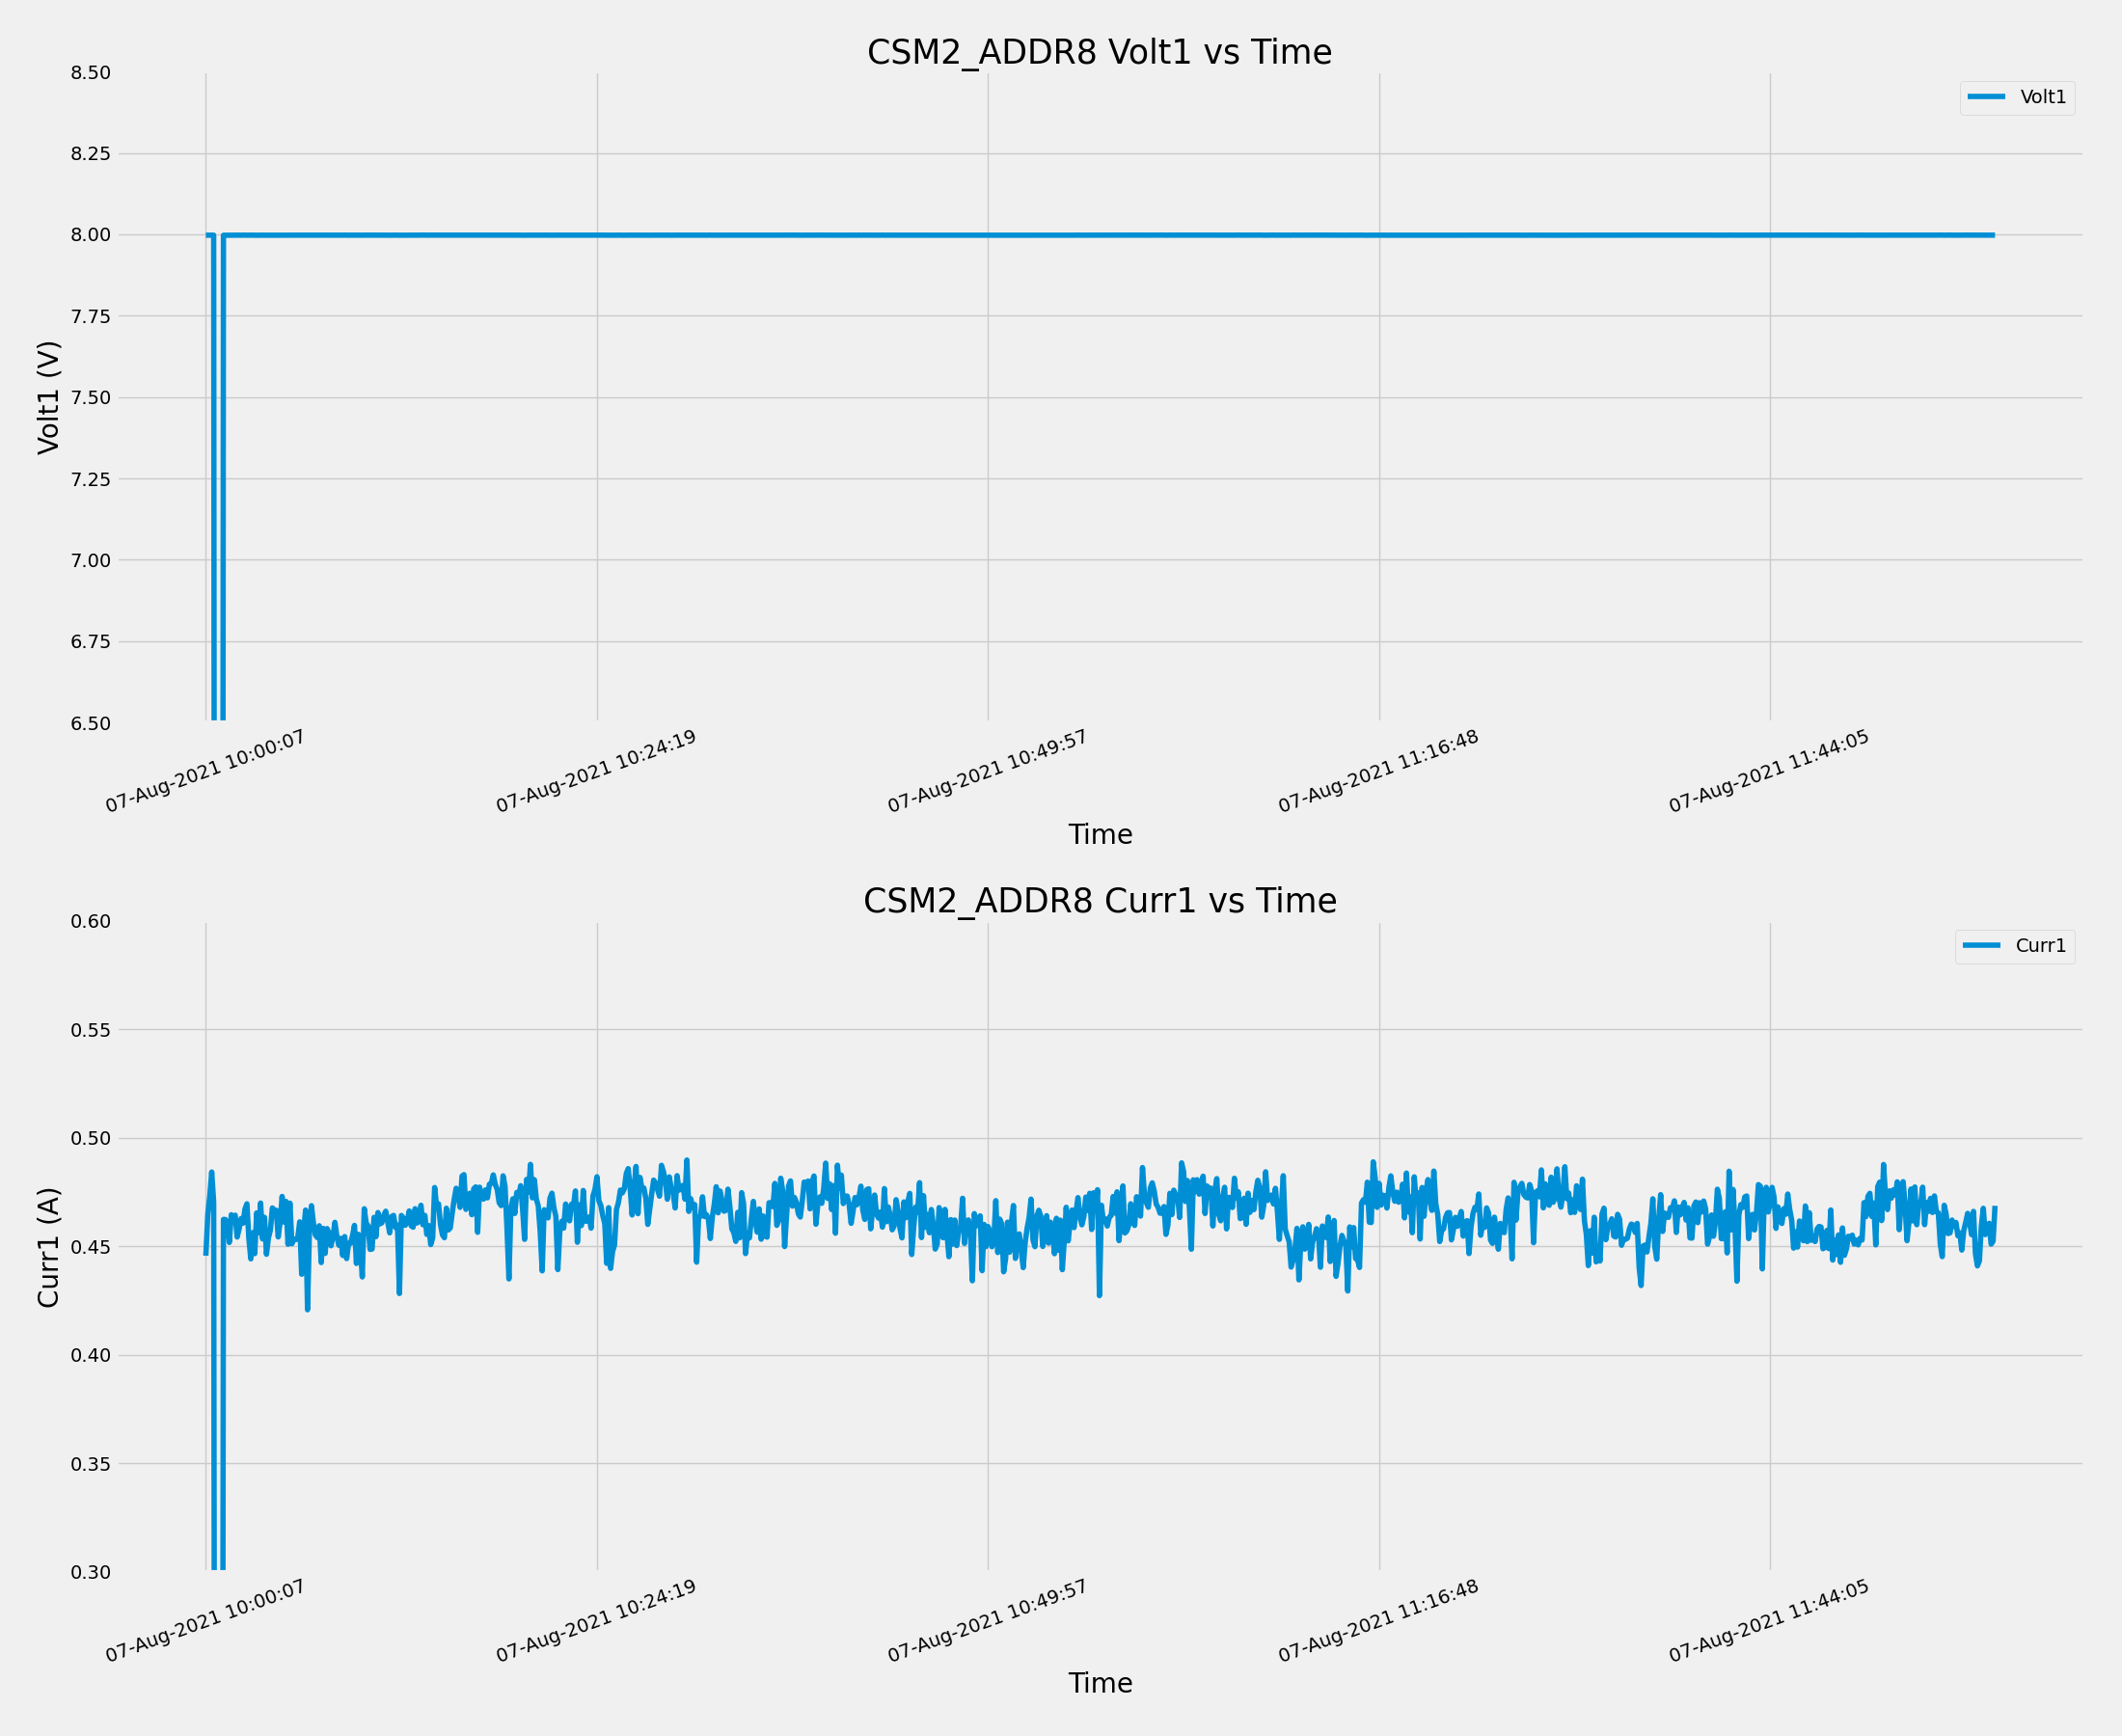 CSM2_ADDR8 Volt1 vs Time
8.50
8.25
8.00
7.75
7.50
7.25
7.00
6.75
6.50
Volt1 (V)
Volt1
07-Aug-2021 10:00:07
07-Aug-2021 10:24:19
07-Aug-2021 10:49:57
07-Aug-2021 11:16:48
07-Aug-2021 11:44:05
Time
CSM2_ADDR8 Curr1 vs Time
0.60
0.55
0.50
0.45
0.40
0.35
0.30
Curr1 (A)
Curr1
07-Aug-2021 10:00:07
07-Aug-2021 10:24:19
07-Aug-2021 10:49:57
07-Aug-2021 11:16:48
07-Aug-2021 11:44:05
Time